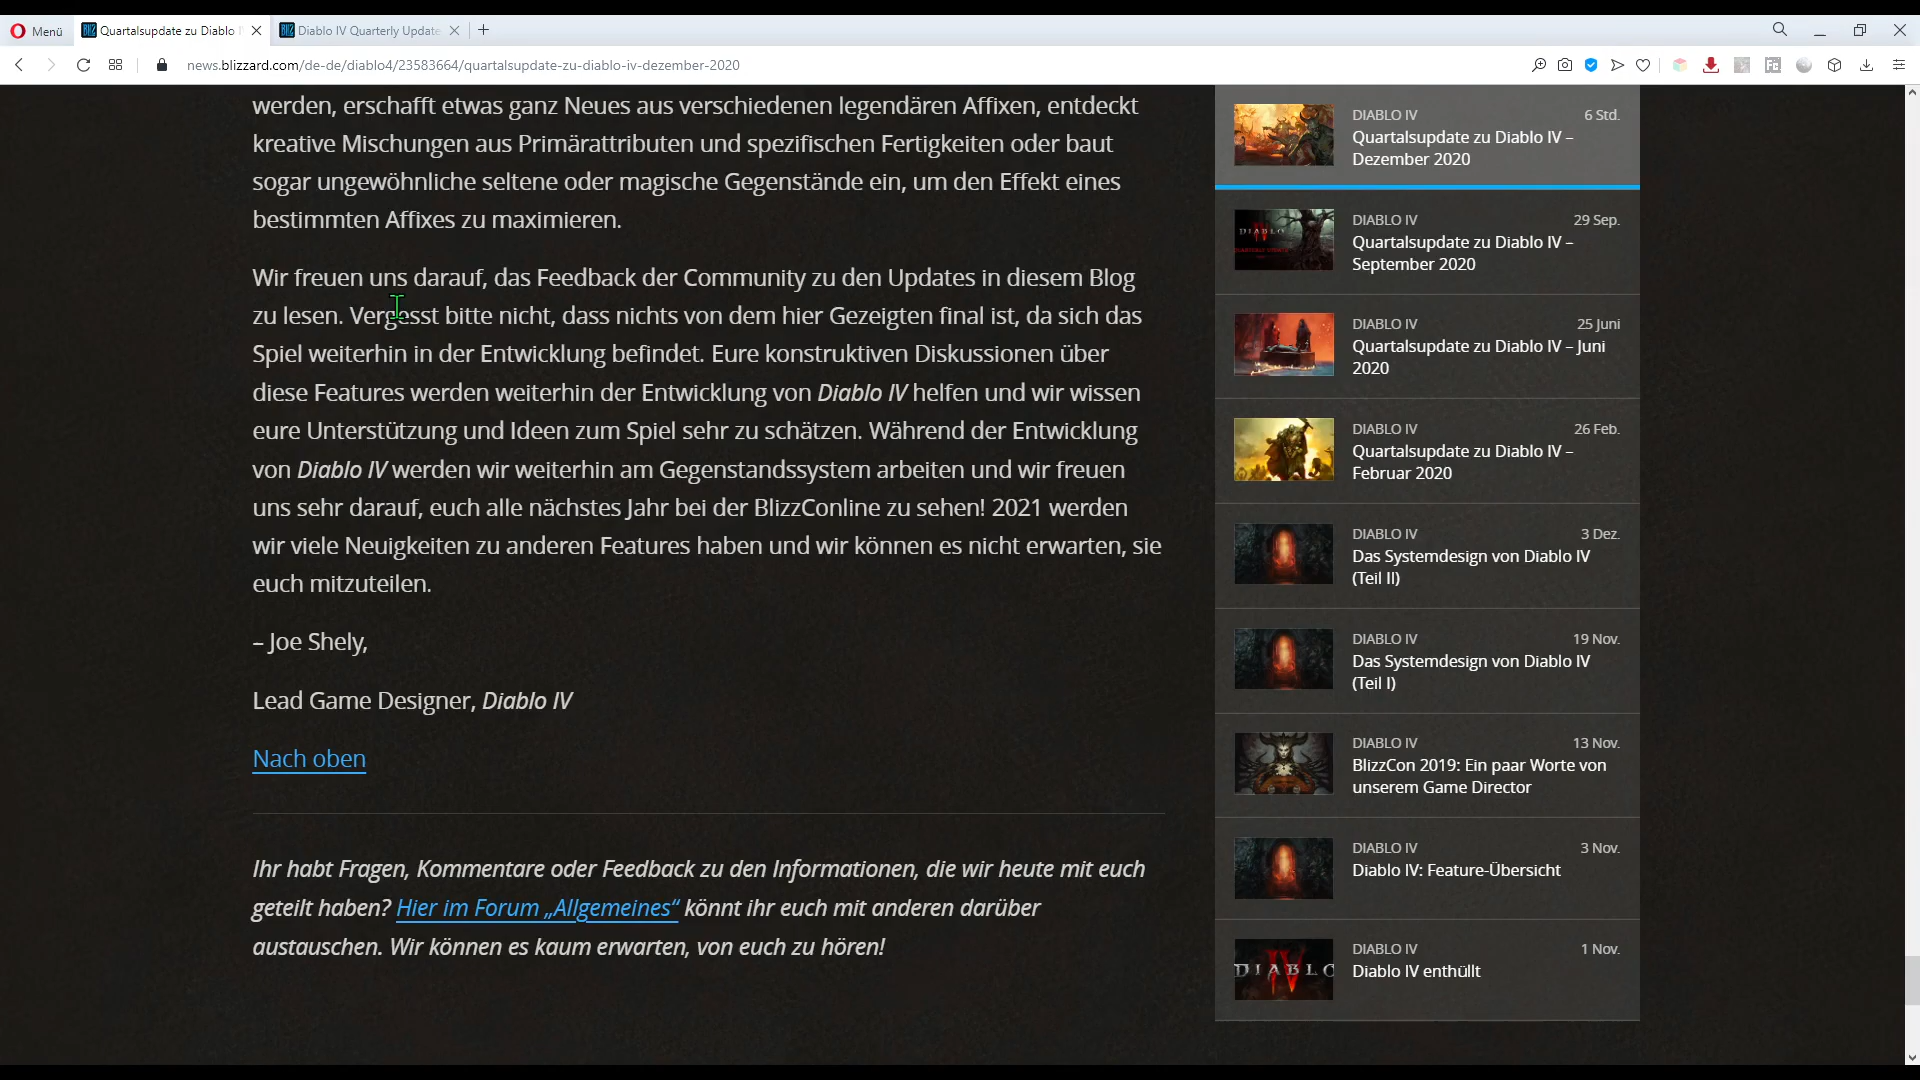 Menü
Quartalsupdate zu Diablo
Diablo IV Quarterly Update
news.blizzard.com/de-de/diablo4/23583664/quartalsupdate-zu-diablo-iv-dezember-2020
werden, erschafft etwas ganz Neues aus verschiedenen legendären Affixen, entdeckt
kreative Mischungen aus Primärattributen und spezifischen Fertigkeiten oder baut
sogar ungewöhnliche seltene oder magische Gegenstände ein, um den Effekt eines
bestimmten Affixes zu maximieren.
Wir freuen uns darauf, das Feedback der Community zu den Updates in diesem Blog
zu lesen. Vergesst bitte nicht, dass nichts von dem hier Gezeigten final ist, da sich das
Spiel weiterhin in der Entwicklung befindet. Eure konstruktiven Diskussionen über
diese Features werden weiterhin der Entwicklung von Diablo IV helfen und wir wissen
eure Unterstützung und Ideen zum Spiel sehr zu schätzen. Während der Entwicklung
von Diablo IV werden wir weiterhin am Gegenstandssystem arbeiten und wir freuen
uns sehr darauf, euch alle nächstes Jahr bei der BlizzConline zu sehen! 2021 werden
wir viele Neuigkeiten zu anderen Features haben und wir können es nicht erwarten, sie
euch mitzuteilen.
– Joe Shely,
Lead Game Designer, Diablo IV
Nach oben
Ihr habt Fragen, Kommentare oder Feedback zu den Informationen, die wir heute mit euch
geteilt haben? Hier im Forum „Allgemeines“ könnt ihr euch mit anderen darüber
austauschen. Wir können es kaum erwarten, von euch zu hören!
DIABLO IV 6 Std.
Quartalsupdate zu Diablo IV –
Dezember 2020
DIABLO IV 29 Sep.
Quartalsupdate zu Diablo IV –
September 2020
DIABLO IV 25 Juni
Quartalsupdate zu Diablo IV – Juni
2020
DIABLO IV 26 Feb.
Quartalsupdate zu Diablo IV –
Februar 2020
DIABLO IV 3 Dez.
Das Systemdesign von Diablo IV
(Teil II)
DIABLO IV 19 Nov.
Das Systemdesign von Diablo IV
(Teil I)
DIABLO IV 13 Nov.
BlizzCon 2019: Ein paar Worte von
unserem Game Director
DIABLO IV 3 Nov.
Diablo IV: Feature-Übersicht
DIABLO IV 1 Nov.
Diablo IV enthüllt
DIABLO
IV